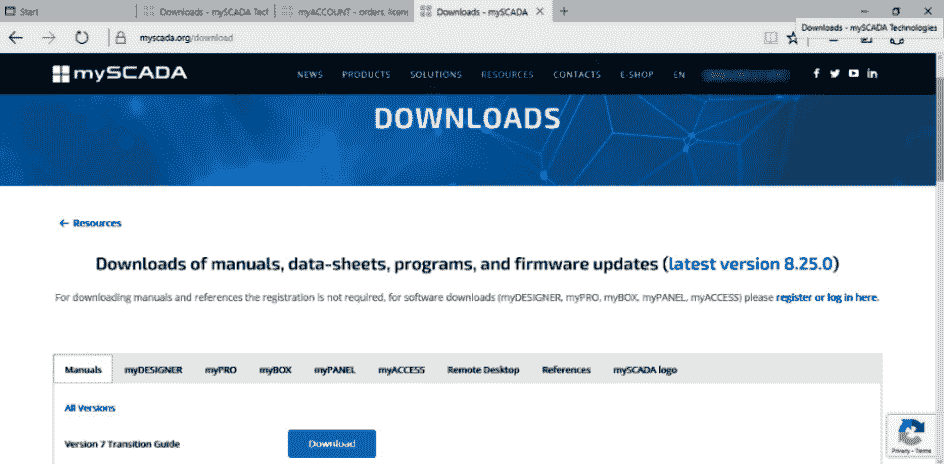 Start
Downloads - mySCADA Tect
myACCOUNT - orders, licen
Downloads - mySCADA
Downloads - mySCADA Technologies
myscada.org/download
mySCADA
NEWS PRODUCTS SOLUTIONS RESOURCES CONTACTS E-SHOP EN
DOWNLOADS
← Resources
Downloads of manuals, data-sheets, programs, and firmware updates (latest version 8.25.0)
For downloading manuals and references the registration is not required, for software downloads (myDESIGNER, myPRO, myBOX, myPANEL, myACCESS) please register or log in here.
Manuals myDESIGNER myPRO myBOX myPANEL myACCESS Remote Desktop References mySCADA logo
All Versions
Version 7 Transition Guide Download
Privacy - Terms